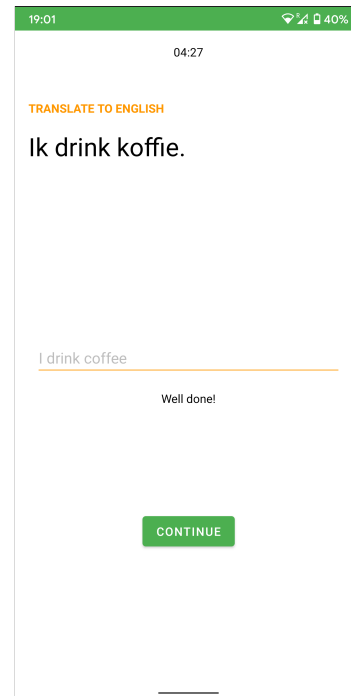 19:01
40%
04:27
TRANSLATE TO ENGLISH
Ik drink koffie.
I drink coffee
Well done!
CONTINUE